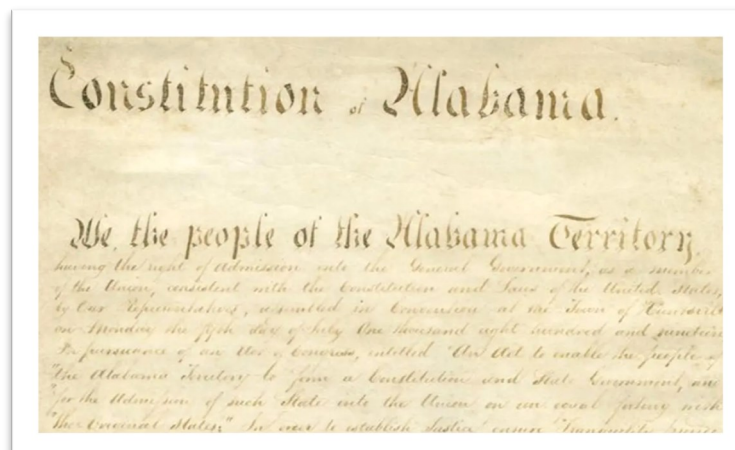 Constitution of Alabama.
We, the people of the Alabama Territory,
having the right of admission into the General Government, as a member
of the Union, consistent with the Constitution and Laws of the United States,
by our Representatives, assembled in Convention at the Town of Huntsville
on Monday the fifth day of July One thousand eight hundred and nineteen
In pursuance of an Act of Congress, entitled "An Act to enable the people of
"the Alabama Territory to form a Constitution and State Government, and
"for the Admission of such State into the Union on an equal footing with
"the Original States;" In order to establish Justice